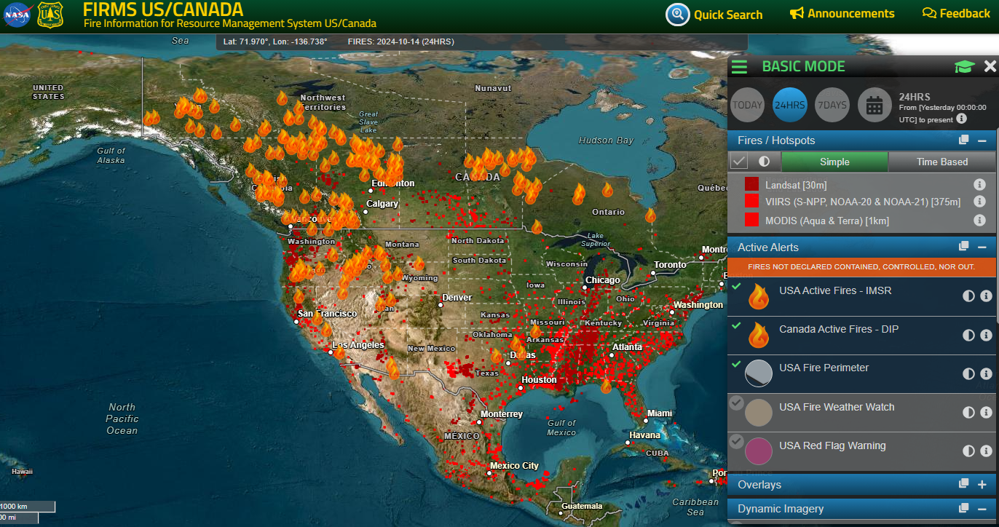 NASA
FIRMS US/CANADA
Fire Information for Resource Management System US/Canada
Quick Search
Announcements
Feedback
Lat: 71.970°, Lon: -136.738°
FIRES: 2024-10-14 (24HRS)
Sea
UNITED
STATES
Northwest
Territories
Nunavut
Great
Slave
Lake
Hudson Bay
Gulf of
Alaska
CANADA
Edmonton
Calgary
Ontario
Vancouver
Washington
Montana
North Dakota
Lake
Superior
South Dakota
Wisconsin
Toronto
Wyoming
Iowa
Chicago
Denver
Illinois
Ohio
Washington
San Francisco
Kansas
Missouri
Kentucky
Virginia
Oklahoma
Arkansas
Los Angeles
New Mexico
Atlanta
Dallas
Texas
Houston
North
Pacific
Ocean
Monterrey
Gulf of
Mexico
Miami
MÉXICO
Havana
CUBA
Hawaii
Mexico City
Guatemala
Caribbean
Sea
1000 km
BASIC MODE
TODAY
24HRS
7DAYS
24HRS
From [Yesterday 00:00:00
UTC] to present
Fires / Hotspots
Simple
Time Based
Landsat [30m]
VIIRS (S-NPP, NOAA-20 & NOAA-21) [375m]
MODIS (Aqua & Terra) [1km]
Active Alerts
FIRES NOT DECLARED CONTAINED, CONTROLLED, NOR OUT.
USA Active Fires - IMSR
Canada Active Fires - DIP
USA Fire Perimeter
USA Fire Weather Watch
USA Red Flag Warning
Overlays
Dynamic Imagery